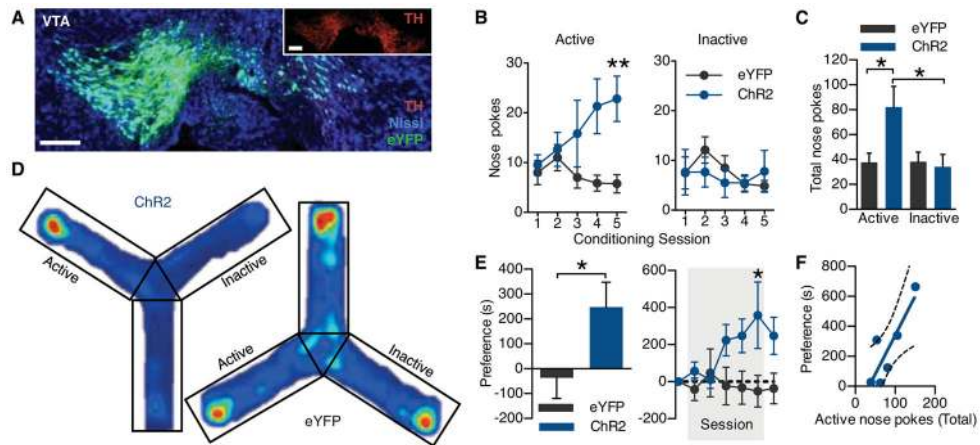 A
VTA
TH
TH
Nissl
eYFP
B
Active
Inactive
**
Nose pokes
30
20
10
0
1 2 3 4 5
30
20
10
0
1 2 3 4 5
eYFP
ChR2
Conditioning Session
C
eYFP
ChR2
*
*
Total nose pokes
120
100
80
60
40
20
0
Active
Inactive
D
ChR2
Active
Inactive
Active
Inactive
eYFP
E
Preference (s)
400
300
200
100
0
-100
-200
*
eYFP
ChR2
Preference (s)
600
400
200
0
-200
*
Session
F
Preference (s)
800
600
400
200
0
0 50 100 150 200
Active nose pokes (Total)